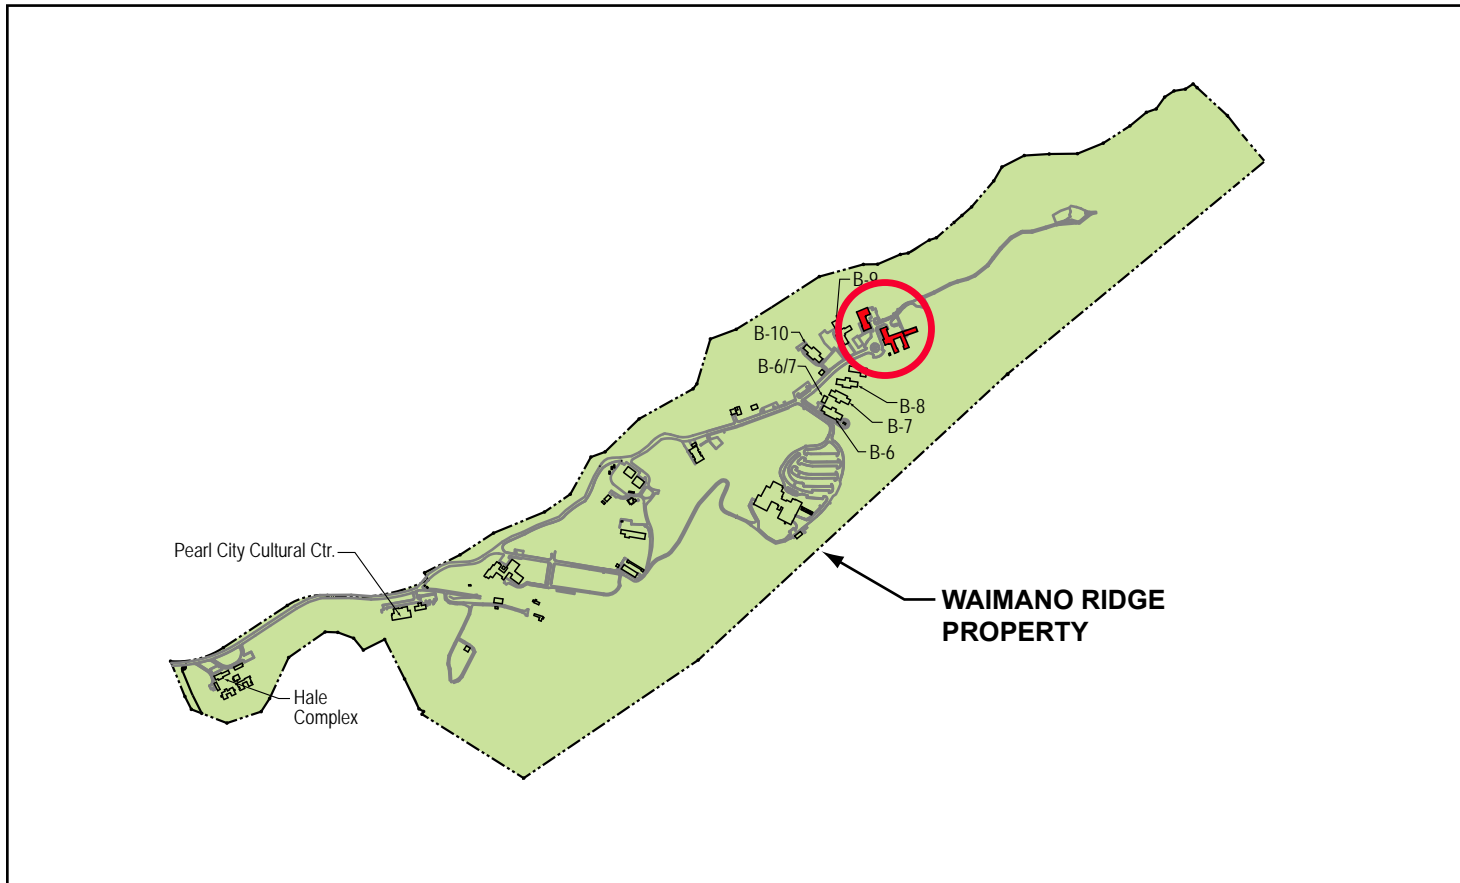 B-9
B-10
B-6/7
B-8
B-7
B-6
Pearl City Cultural Ctr.
WAIMANO RIDGE
PROPERTY
Hale
Complex